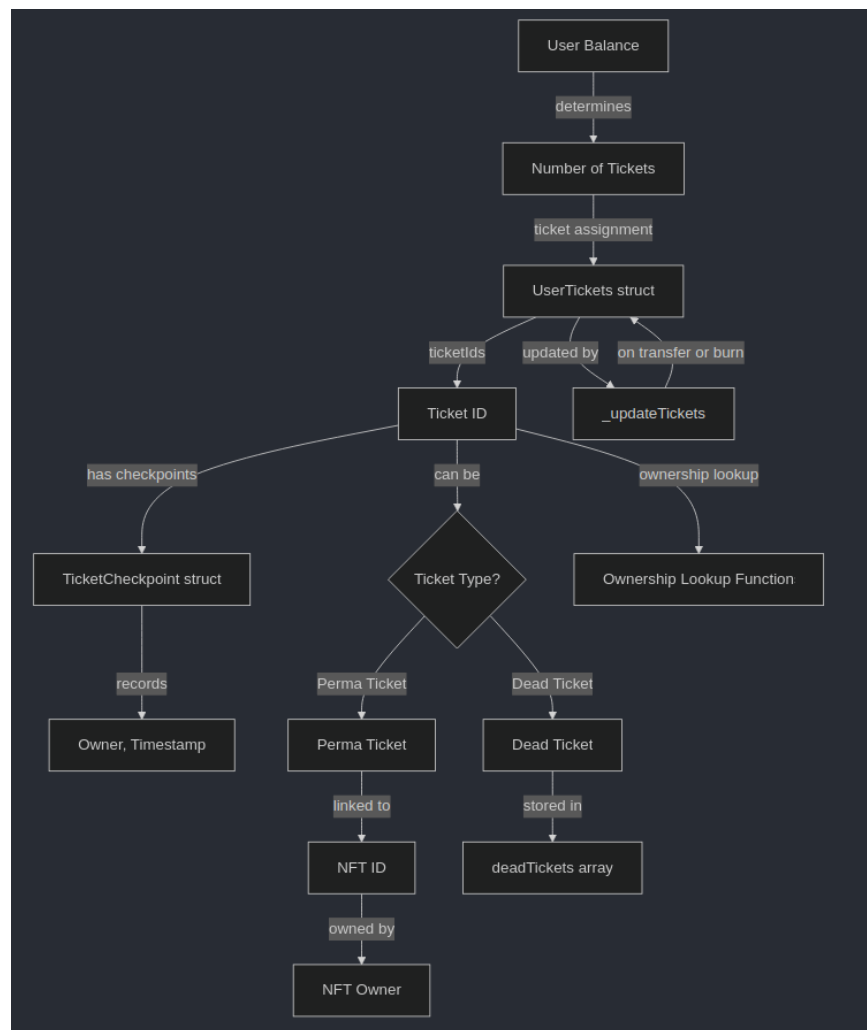 User Balance
determines
Number of Tickets
ticket assignment
UserTickets struct
ticketIds
updated by
on transfer or burn
Ticket ID
_updateTickets
has checkpoints
can be
ownership lookup
TicketCheckpoint struct
Ticket Type?
Ownership Lookup Function
records
Perma Ticket
Dead Ticket
Owner, Timestamp
Perma Ticket
Dead Ticket
linked to
stored in
NFT ID
deadTickets array
owned by
NFT Owner